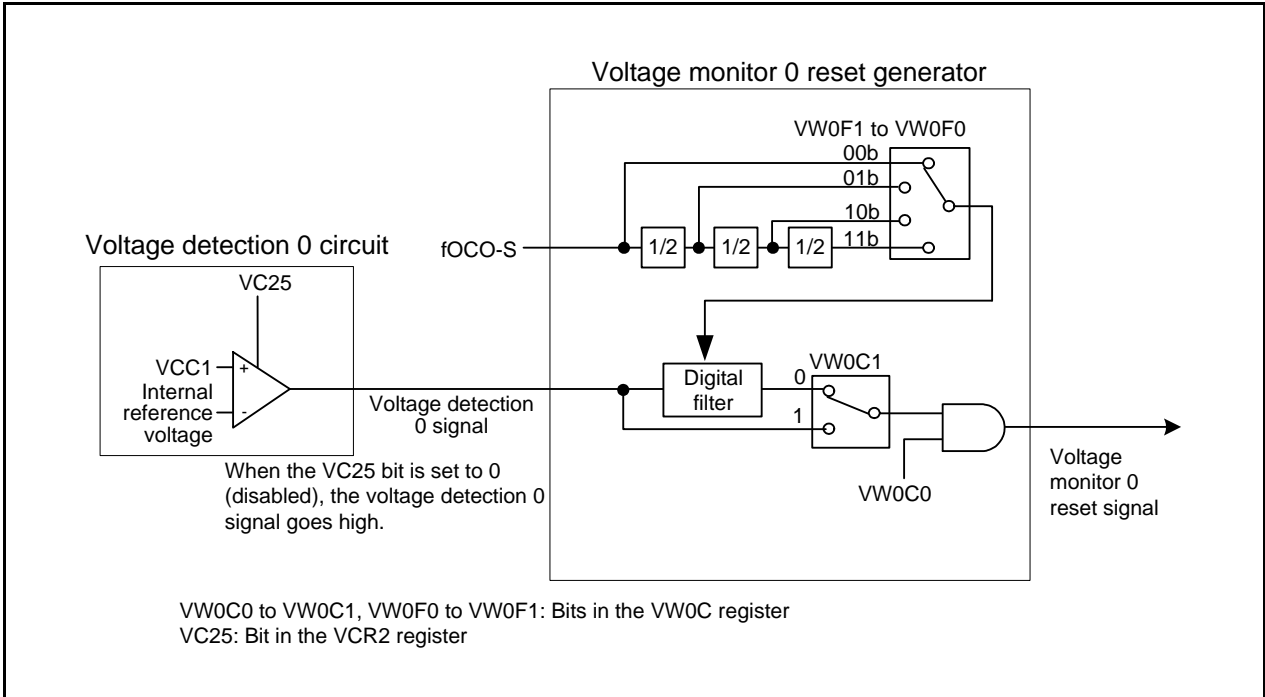 Voltage monitor 0 reset generator
VW0F1 to VW0F0
00b
01b
10b
11b
Voltage detection 0 circuit
fOCO-S
1/2
1/2
1/2
VC25
VCC1
+
Internal
reference
voltage
-
Voltage detection
0 signal
Digital
filter
VW0C1
0
1
When the VC25 bit is set to 0
(disabled), the voltage detection 0
signal goes high.
VW0C0
Voltage
monitor 0
reset signal
VW0C0 to VW0C1, VW0F0 to VW0F1: Bits in the VW0C register
VC25: Bit in the VCR2 register